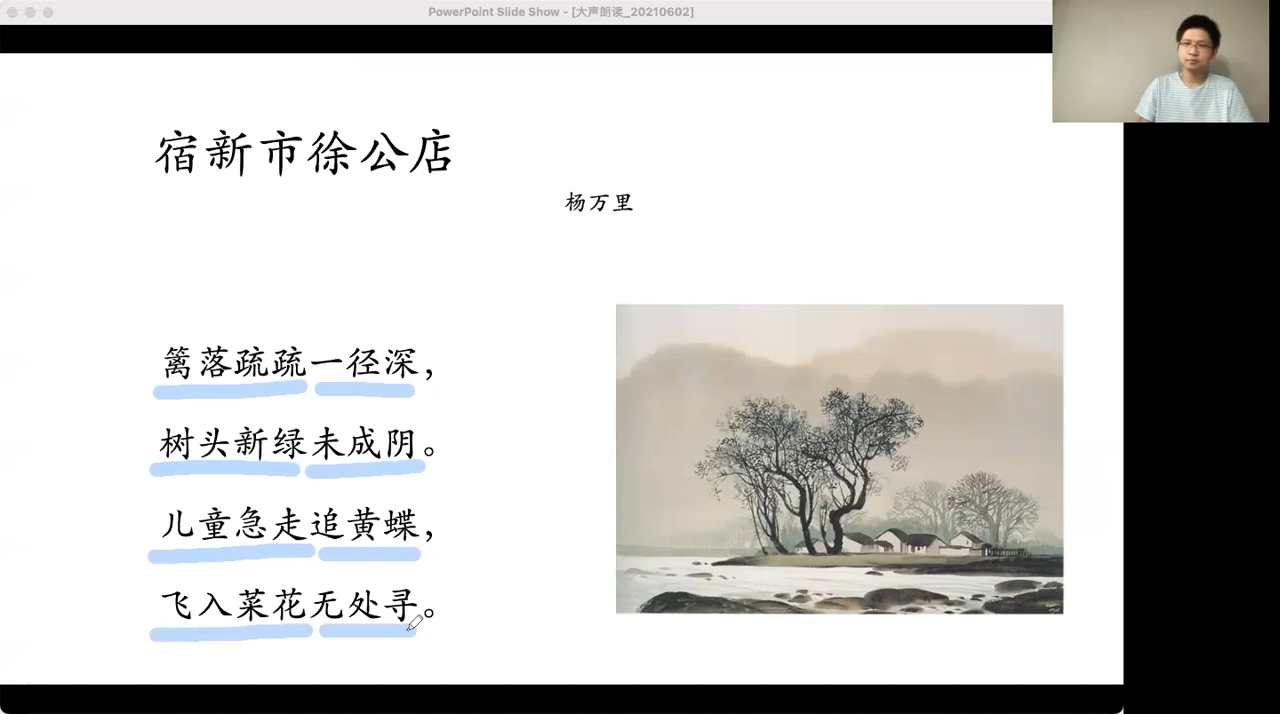 PowerPoint Slide Show - [大声朗读_20210602]
宿新市徐公店
杨万里
篱落疏疏一径深，
树头新绿未成阴。
儿童急走追黄蝶，
飞入菜花无处寻。